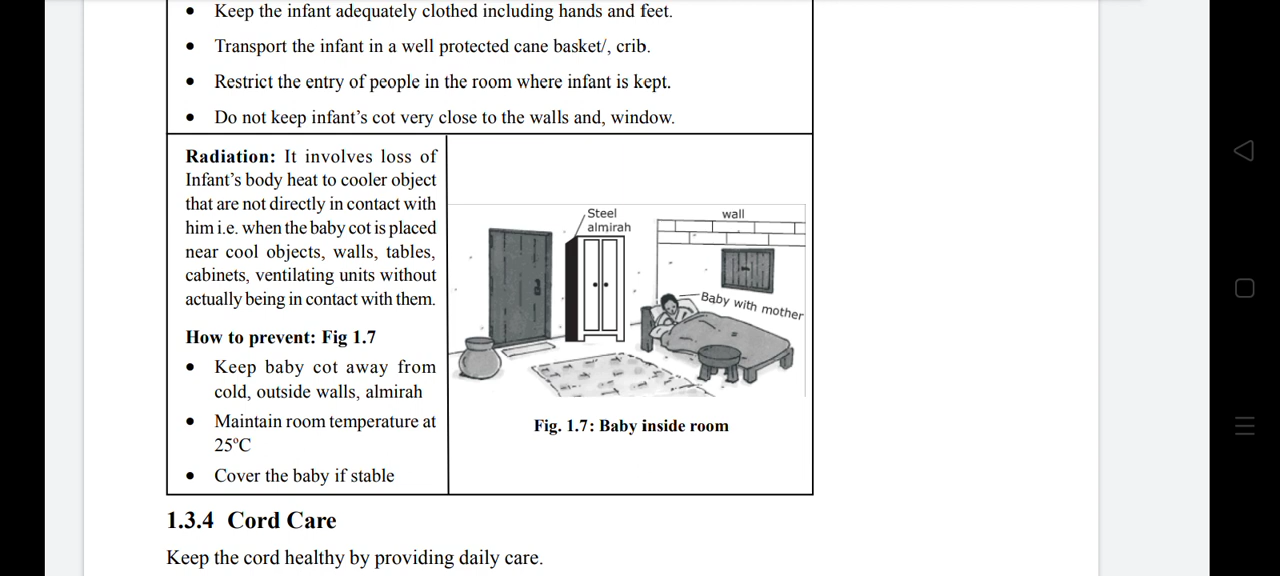 • Keep the infant adequately clothed including hands and feet.
• Transport the infant in a well protected cane basket/, crib.
• Restrict the entry of people in the room where infant is kept.
• Do not keep infant’s cot very close to the walls and, window.
Radiation: It involves loss of
Infant’s body heat to cooler object
that are not directly in contact with
him i.e. when the baby cot is placed
near cool objects, walls, tables,
cabinets, ventilating units without
actually being in contact with them.
How to prevent: Fig 1.7
• Keep baby cot away from
cold, outside walls, almirah
• Maintain room temperature at
25ºC
• Cover the baby if stable
Steel
almirah
wall
Baby with mother
Fig. 1.7: Baby inside room
1.3.4 Cord Care
Keep the cord healthy by providing daily care.